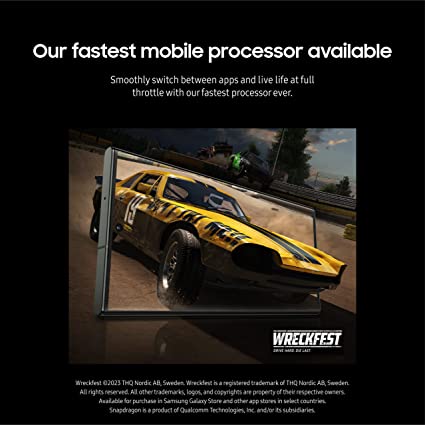 Our fastest mobile processor available
Smoothly switch between apps and live life at full
throttle with our fastest processor ever.
19
WRECKFEST
DRIVE HARD. DIE LAST.
Wreckfest ©2023 THQ Nordic AB, Sweden. Wreckfest is a registered trademark of THQ Nordic AB, Sweden.
All rights reserved. All other trademarks, logos, and copyrights are property of their respective owners.
Available for purchase in Samsung Galaxy Store and other app stores in select countries.
Snapdragon is a product of Qualcomm Technologies, Inc. and/or its subsidiaries.